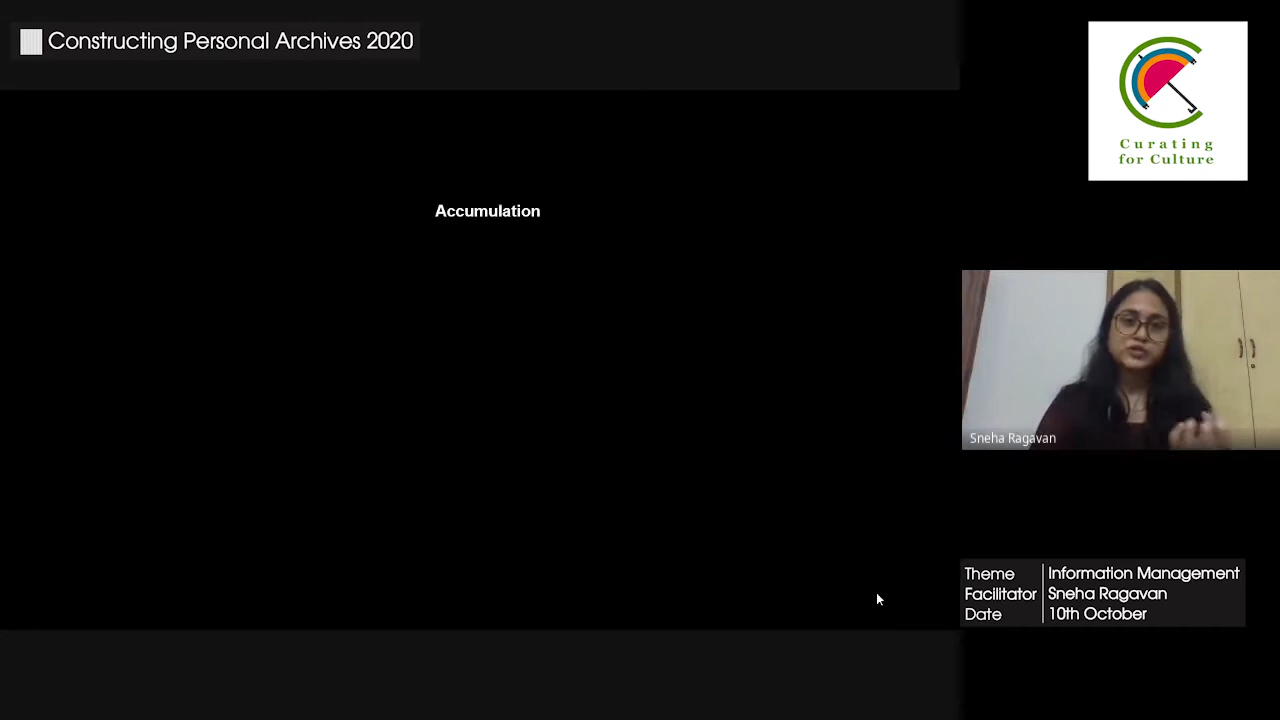 Constructing Personal Archives 2020
Curating
for Culture
Accumulation
Sneha Ragavan
Theme Information Management
Facilitator Sneha Ragavan
Date 10th October